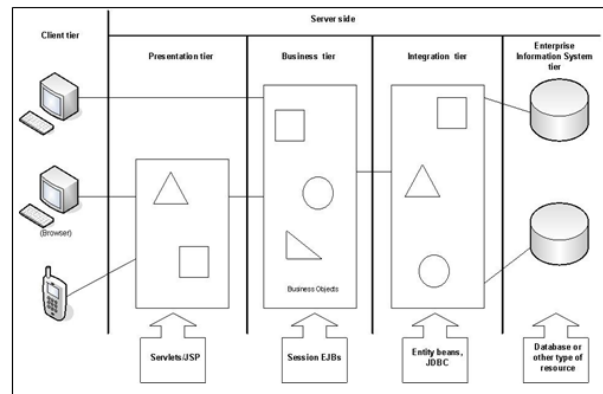 Server side
Client tier
Presentation tier
Business tier
Integration tier
Enterprise
Information System
tier
(Browser)
Business Objects
Servlets/JSP
Session EJBs
Entity beans,
JDBC
Database or
other type of
resource